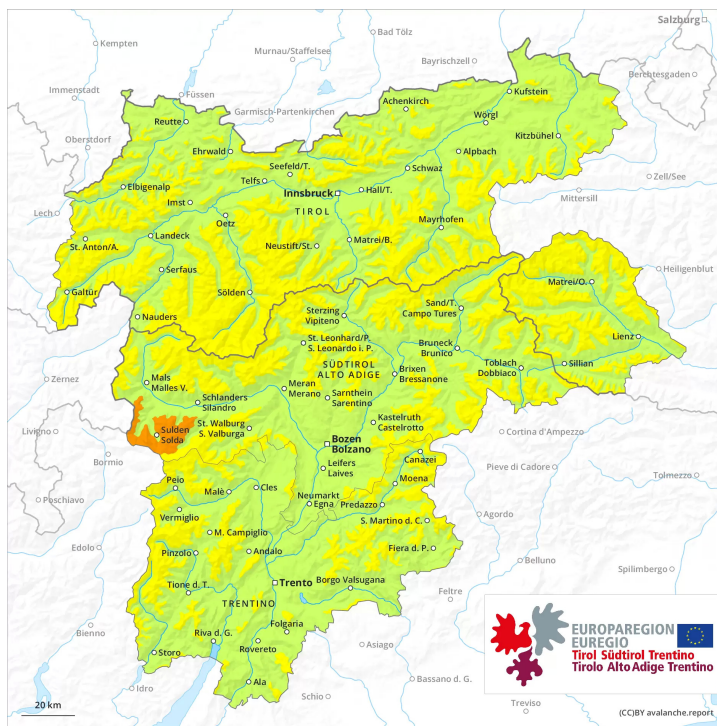 Salzburg
Kempten
Bad Tölz
Murnau/Staffelsee
Bayrischzell
Berchtesgaden
Immenstadt
Füssen
Garmisch-Partenkirchen
Kufstein
Achenkirch
Reutte
Wörgl
Oberstdorf
Kitzbühel
Ehrwald
Alpbach
Seefeld/T.
Schwaz
Telfs
Zell/See
Elbigenalp
Innsbruck
Hall/T.
Mittersill
Imst
Lech
TIROL
Mayrhofen
Oetz
Landeck
St. Anton/A.
Neustift/St.
Matrei/B.
Serfaus
Heiligenblut
Matrei/O.
Galtür
Sölden
Sand/T.
Campo Tures
Nauders
Sterzing
Vipiteno
Lienz
St. Leonhard/P.
S. Leonardo i. P.
Bruneck
Brunico
Toblach
Dobbiaco
Sillian
SÜDTIROL
ALTO ADIGE
Brixen
Bressanone
Zernez
Mals
Malles V.
Meran
Merano
Sarnthein
Sarentino
Schlanders
Silandro
Kastelruth
Castelrotto
Livigno
Sulden
Solda
St. Walburg
S. Valburga
Cortina d'Ampezzo
Bozen
Bolzano
Bormio
Canazei
Pieve di Cadore
Leifers
Laives
Tolmezzo
Peio
Malè
Cles
Moena
Poschiavo
Neumarkt
Egna
Predazzo
Vermiglio
Agordo
S. Martino d. C.
M. Campiglio
Edolo
Pinzolo
Andalo
Fiera d. P.
Belluno
Spilimbergo
Trento
Borgo Valsugana
Tione d. T.
Feltre
TRENTINO
Folgaria
Bienno
Riva d. G.
Rovereto
Storo
Asiago
Bassano d. G.
Idro
Ala
Schio
Treviso
EUROPAREGION
EUREGIO
Tirol Südtirol Trentino
Tirolo Alto Adige Trentino
20 km
(CC)BY avalanche.report